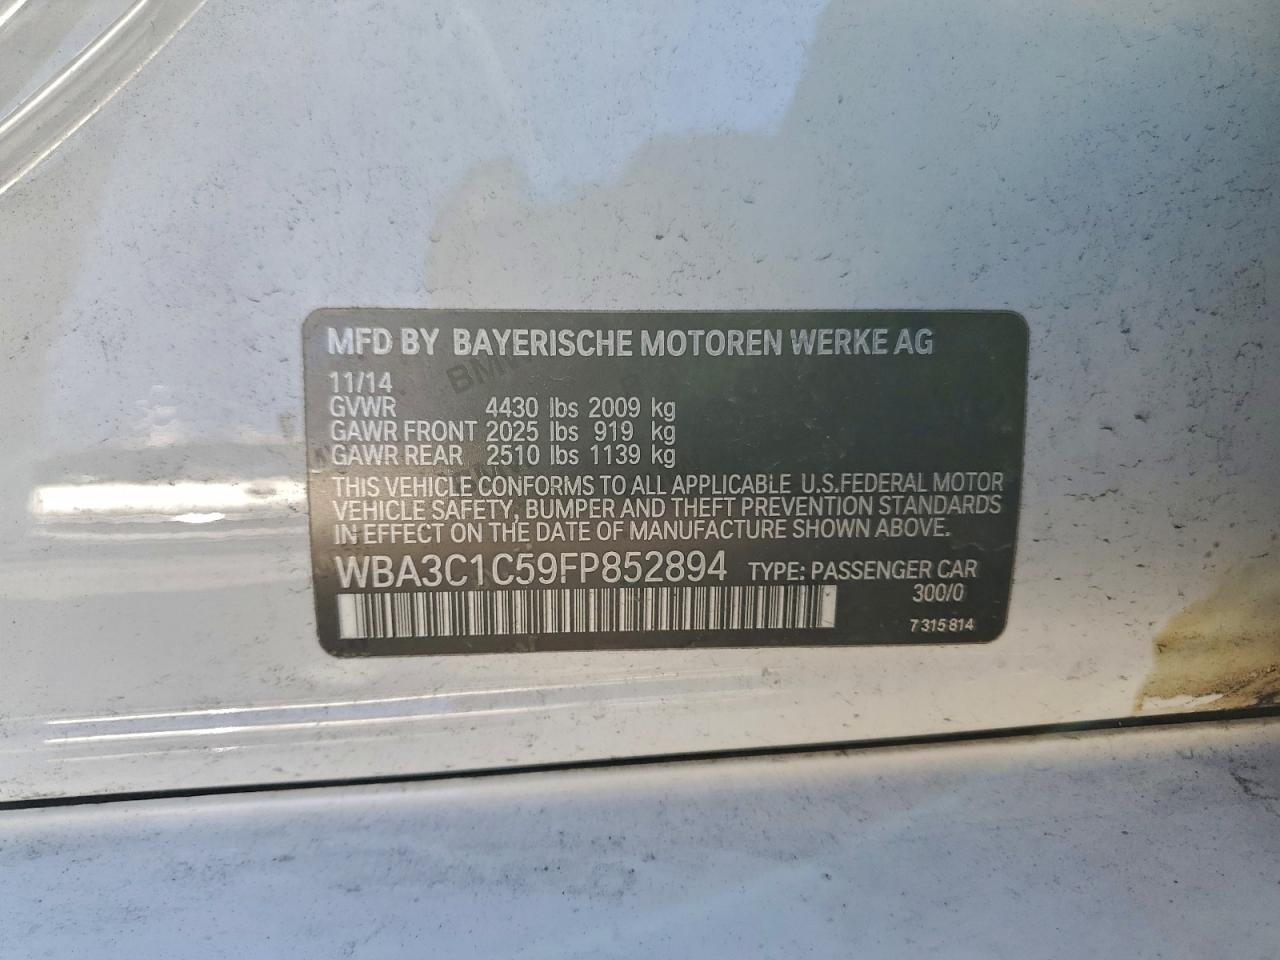 MFD BY BAYERISCHE MOTOREN WERKE AG
11/14
GVWR 4430 lbs 2009 kg
GAWR FRONT 2025 lbs 919 kg
GAWR REAR 2510 lbs 1139 kg
THIS VEHICLE CONFORMS TO ALL APPLICABLE U.S.FEDERAL MOTOR
VEHICLE SAFETY, BUMPER AND THEFT PREVENTION STANDARDS
IN EFFECT ON THE DATE OF MANUFACTURE SHOWN ABOVE.
WBA3C1C59FP852894 TYPE: PASSENGER CAR
300/0
7 315 814